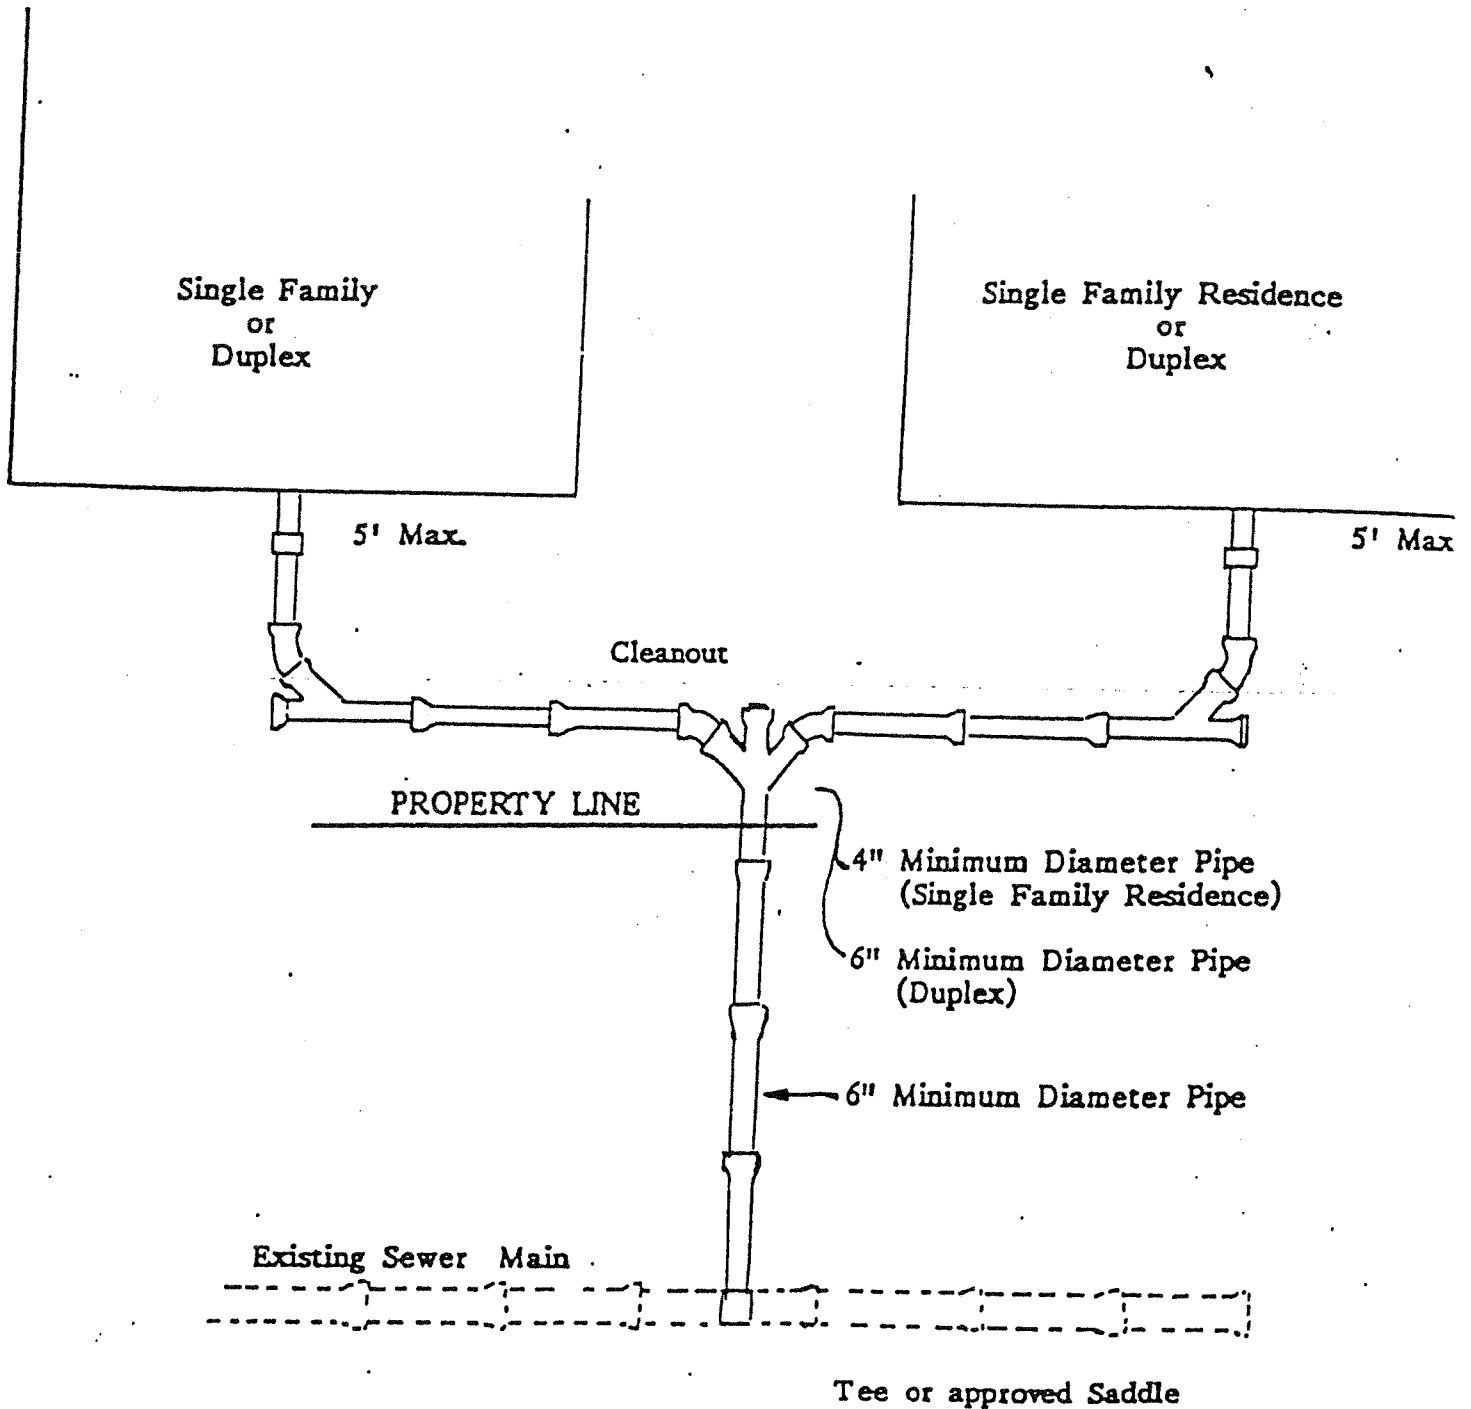 Single Family
or
Duplex
Single Family Residence
or
Duplex
5' Max.
5' Max
Cleanout
PROPERTY LINE
4" Minimum Diameter Pipe
(Single Family Residence)
6" Minimum Diameter Pipe
(Duplex)
6" Minimum Diameter Pipe
Existing Sewer Main
Tee or approved Saddle